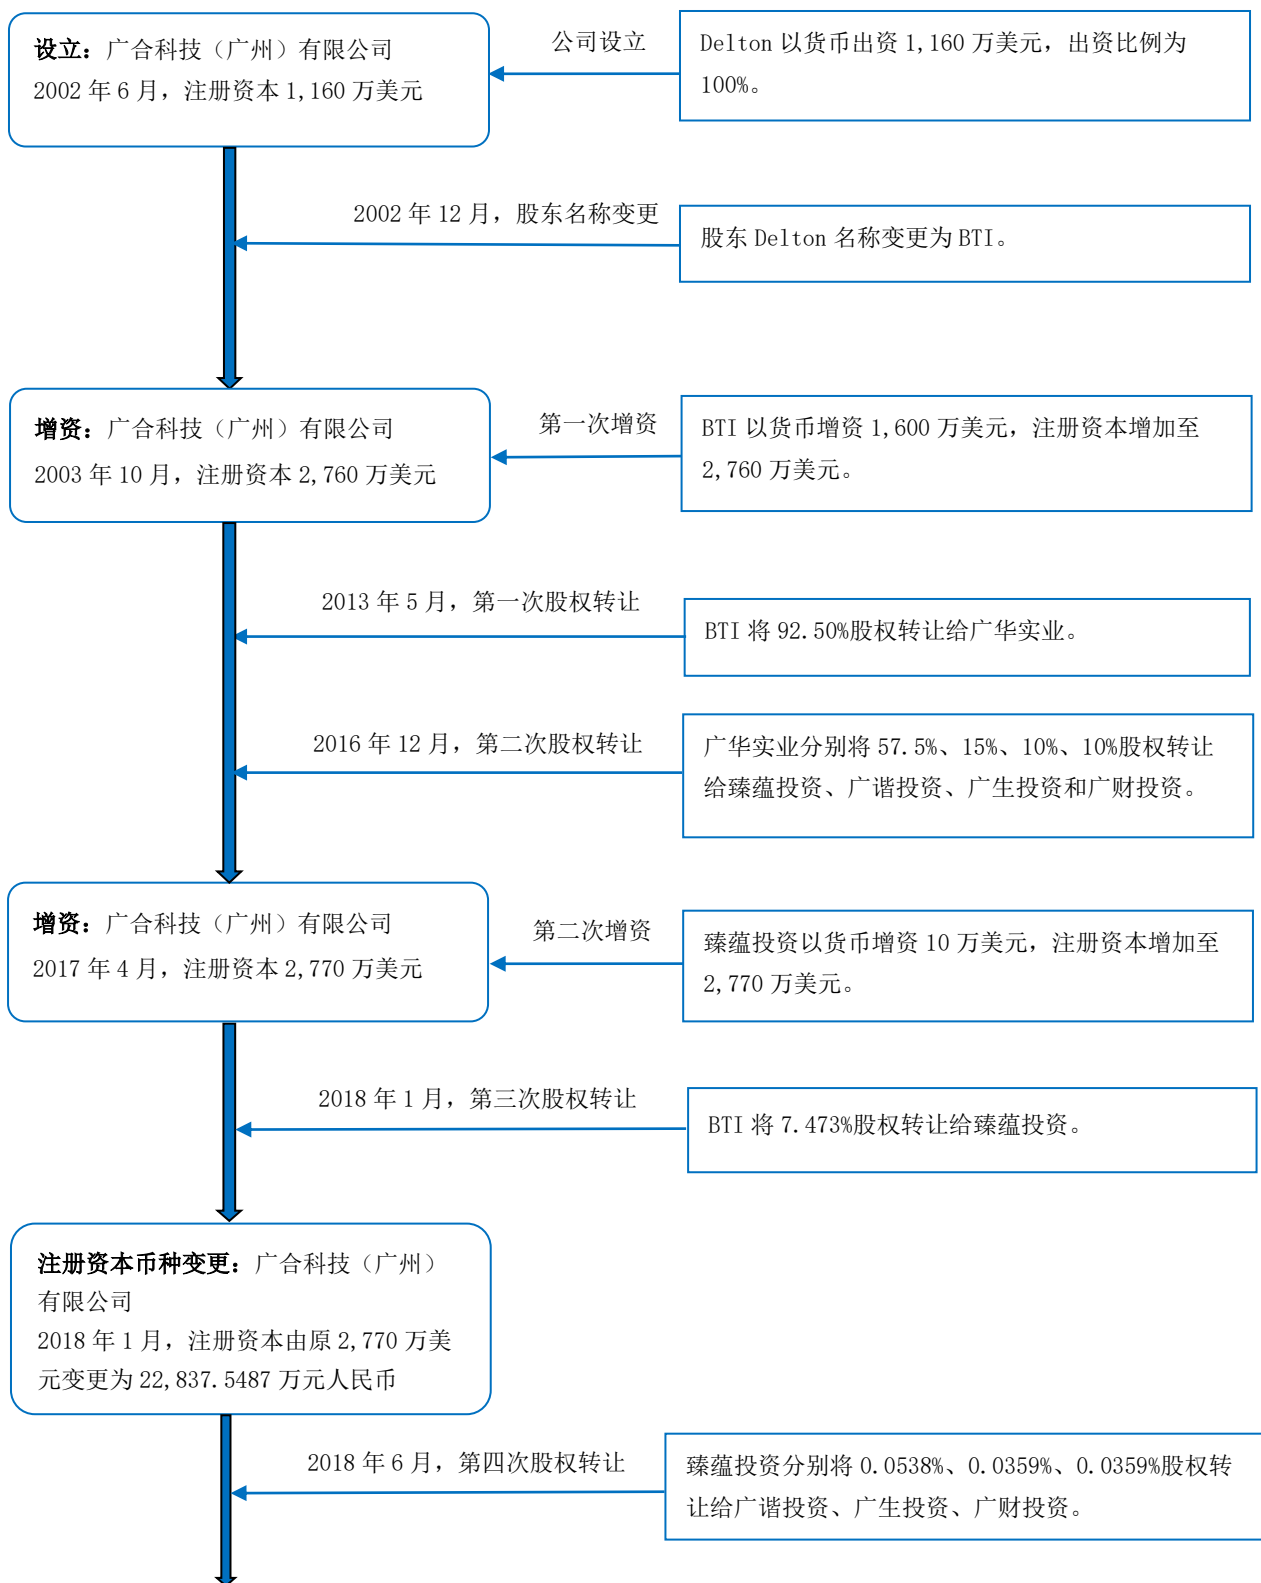 设立：广合科技（广州）有限公司
2002 年 6 月，注册资本 1,160 万美元
公司设立
Delton 以货币出资 1,160 万美元，出资比例为
100%。
2002 年 12 月，股东名称变更
股东 Delton 名称变更为 BTI。
增资：广合科技（广州）有限公司
2003 年 10 月，注册资本 2,760 万美元
第一次增资
BTI 以货币增资 1,600 万美元，注册资本增加至
2,760 万美元。
2013 年 5 月，第一次股权转让
BTI 将 92.50%股权转让给广华实业。
2016 年 12 月，第二次股权转让
广华实业分别将 57.5%、15%、10%、10%股权转让
给臻蕴投资、广谐投资、广生投资和广财投资。
增资：广合科技（广州）有限公司
2017 年 4 月，注册资本 2,770 万美元
第二次增资
臻蕴投资以货币增资 10 万美元，注册资本增加至
2,770 万美元。
2018 年 1 月，第三次股权转让
BTI 将 7.473%股权转让给臻蕴投资。
注册资本币种变更：广合科技（广州）
有限公司
2018 年 1 月，注册资本由原 2,770 万美
元变更为 22,837.5487 万元人民币
2018 年 6 月，第四次股权转让
臻蕴投资分别将 0.0538%、0.0359%、0.0359%股权转
让给广谐投资、广生投资、广财投资。